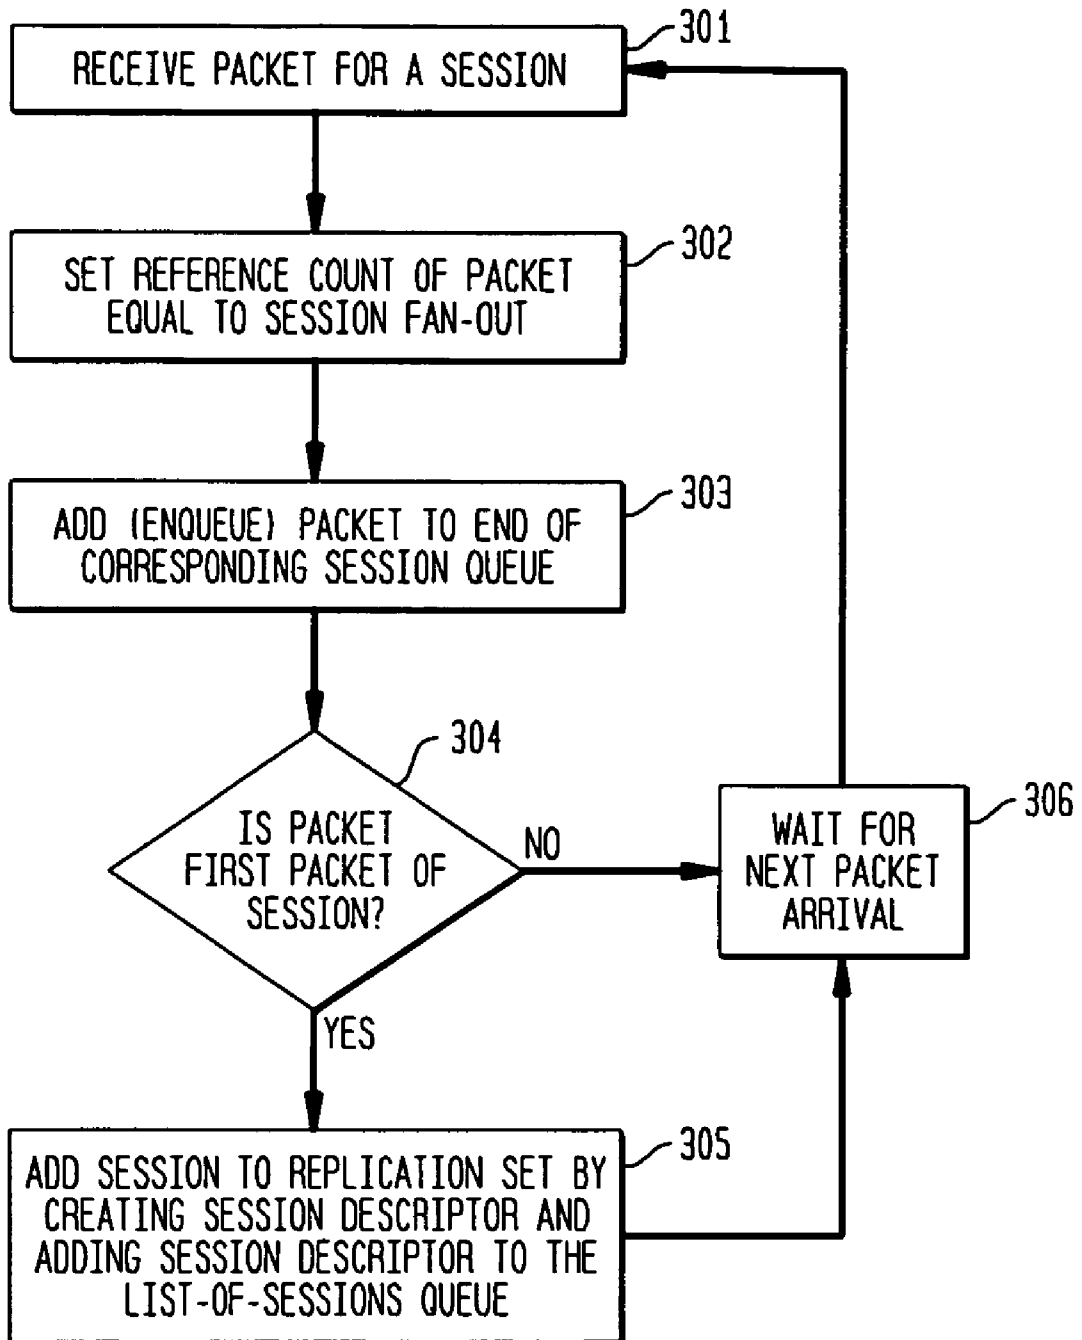 301
RECEIVE PACKET FOR A SESSION
302
SET REFERENCE COUNT OF PACKET
EQUAL TO SESSION FAN-OUT
303
ADD (ENQUEUE) PACKET TO END OF
CORRESPONDING SESSION QUEUE
304
IS PACKET
FIRST PACKET OF
SESSION?
NO
YES
306
WAIT FOR
NEXT PACKET
ARRIVAL
305
ADD SESSION TO REPLICATION SET BY
CREATING SESSION DESCRIPTOR AND
ADDING SESSION DESCRIPTOR TO THE
LIST-OF-SESSIONS QUEUE